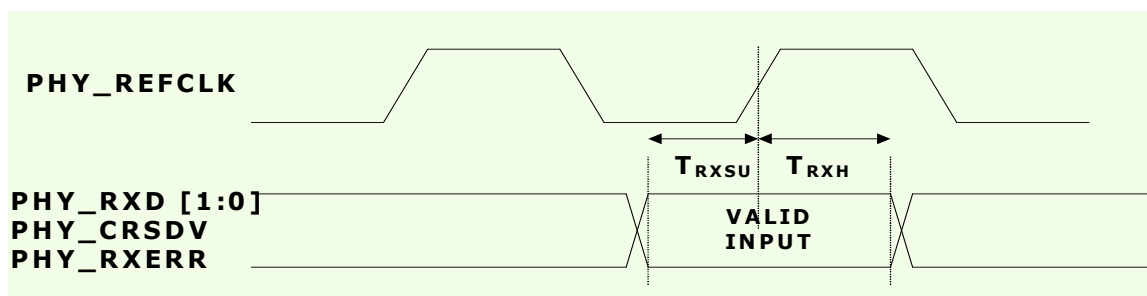 PHY_REFCLK
TRXSU
TRXH
PHY_RXD [1:0]
PHY_CRSDV
PHY_RXERR
VALID
INPUT